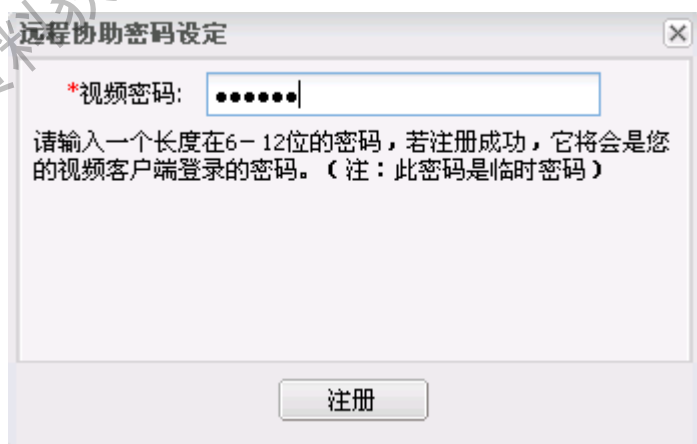 远程协助密码设定
*视频密码: ●●●●●●
请输入一个长度在6-12位的密码，若注册成功，它将会是您
的视频客户端登录的密码。（注：此密码是临时密码）
注册